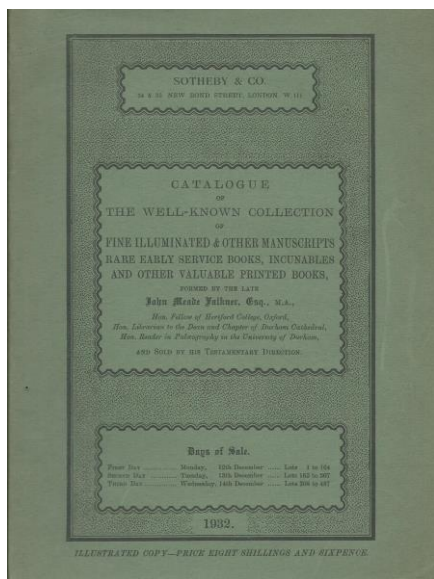 SOTHEBY & CO.
34 & 35 NEW BOND STREET, LONDON W (1)
CATALOGUE
OF
THE WELL-KNOWN COLLECTION
OF
FINE ILLUMINATED & OTHER MANUSCRIPTS
RARE EARLY SERVICE BOOKS, INCUNABLES
AND OTHER VALUABLE PRINTED BOOKS,
FORMED BY THE LATE
John Meade Falkner, Esq., M.A.,
Hon. Fellow of Hertford College, Oxford,
Hon. Librarian to the Dean and Chapter of Durham Cathedral,
Hon. Reader in Palæography to the University of Durham,
AND SOLD BY HIS TESTAMENTARY DIRECTION.
Days of Sale.
FIRST DAY ........... Monday, 12th December ..... Lots 1 to
SECOND DAY ........... Tuesday, 13th December ..... Lots to
THIRD DAY ........... Wednesday, 14th December ..... Lots to
1932.
ILLUSTRATED COPY—PRICE EIGHT SHILLINGS AND SIXPENCE.